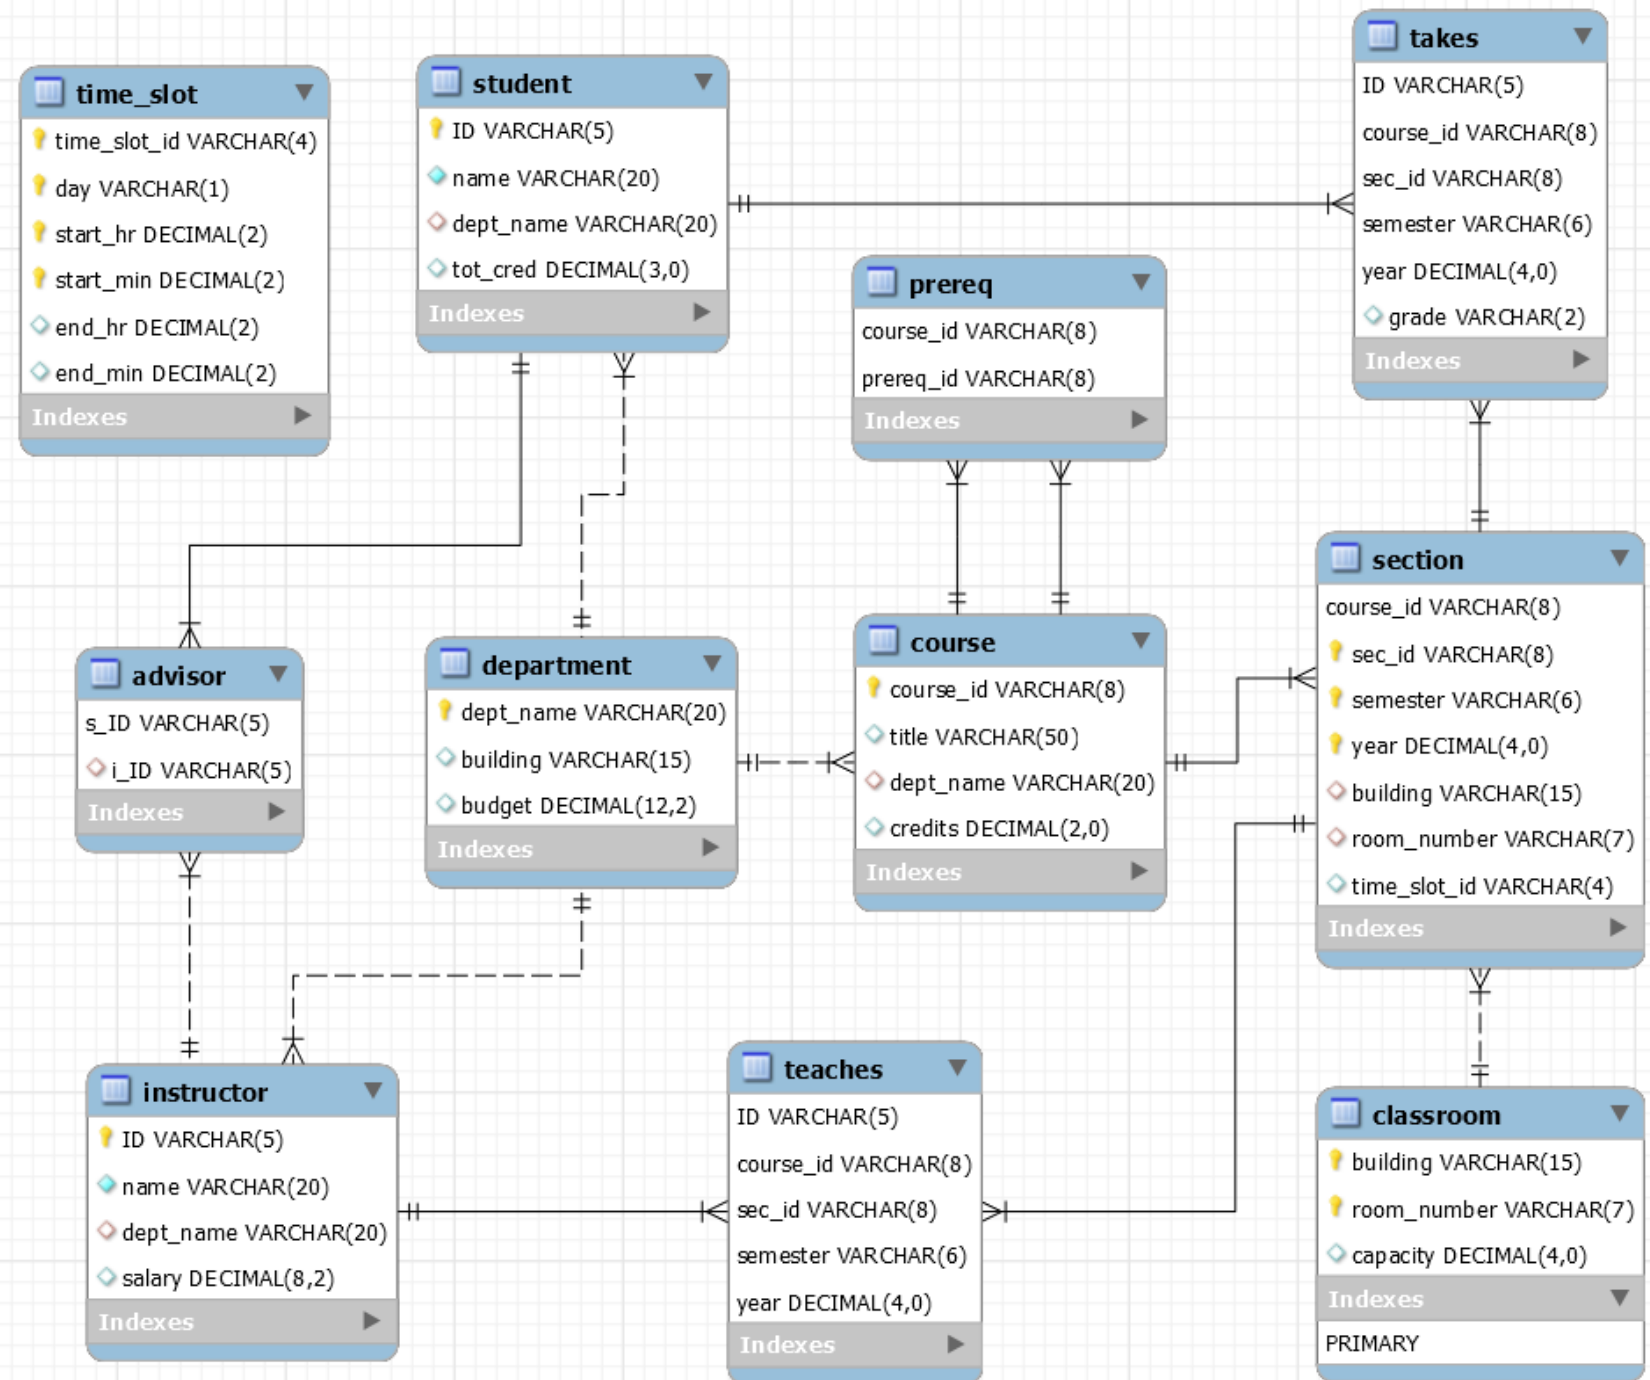 time_slot
time_slot_id VARCHAR(4)
day VARCHAR(1)
start_hr DECIMAL(2)
start_min DECIMAL(2)
end_hr DECIMAL(2)
end_min DECIMAL(2)
Indexes
student
ID VARCHAR(5)
name VARCHAR(20)
dept_name VARCHAR(20)
tot_cred DECIMAL(3,0)
Indexes
takes
ID VARCHAR(5)
course_id VARCHAR(8)
sec_id VARCHAR(8)
semester VARCHAR(6)
year DECIMAL(4,0)
grade VARCHAR(2)
Indexes
prereq
course_id VARCHAR(8)
prereq_id VARCHAR(8)
Indexes
advisor
s_ID VARCHAR(5)
i_ID VARCHAR(5)
Indexes
department
dept_name VARCHAR(20)
building VARCHAR(15)
budget DECIMAL(12,2)
Indexes
course
course_id VARCHAR(8)
title VARCHAR(50)
dept_name VARCHAR(20)
credits DECIMAL(2,0)
Indexes
section
course_id VARCHAR(8)
sec_id VARCHAR(8)
semester VARCHAR(6)
year DECIMAL(4,0)
building VARCHAR(15)
room_number VARCHAR(7)
time_slot_id VARCHAR(4)
Indexes
instructor
ID VARCHAR(5)
name VARCHAR(20)
dept_name VARCHAR(20)
salary DECIMAL(8,2)
Indexes
teaches
ID VARCHAR(5)
course_id VARCHAR(8)
sec_id VARCHAR(8)
semester VARCHAR(6)
year DECIMAL(4,0)
Indexes
classroom
building VARCHAR(15)
room_number VARCHAR(7)
capacity DECIMAL(4,0)
Indexes
PRIMARY